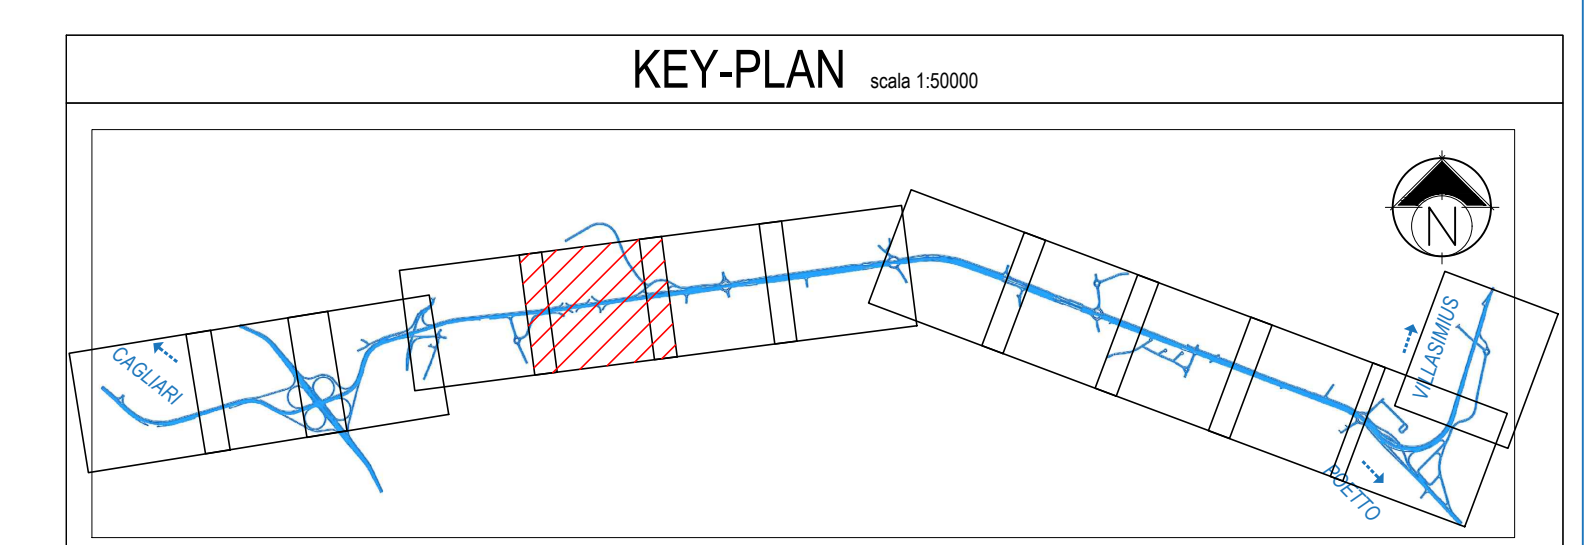 KEY-PLAN scala 1:50000
N
CAGLIARI
VILLASIMIUS
POETTO